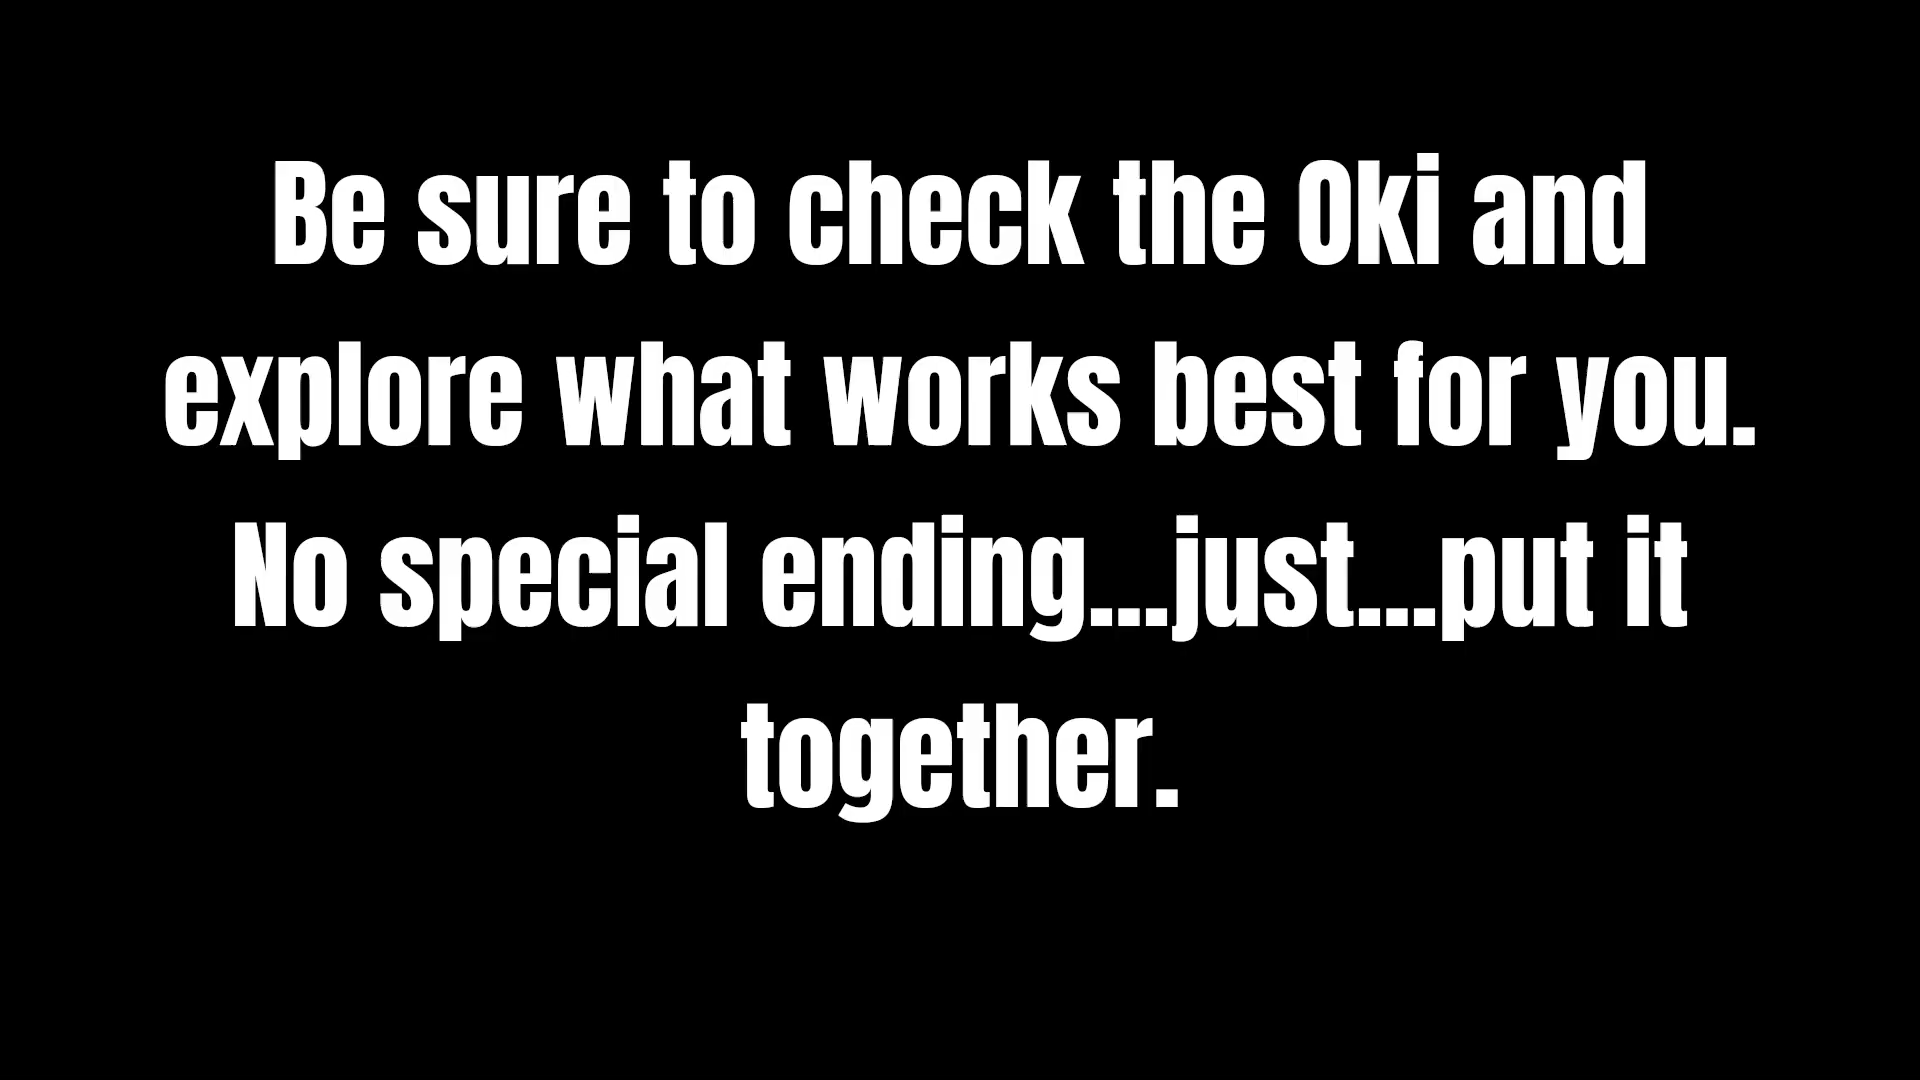 Be sure to check the Oki and
explore what works best for you.
No special ending...just...put it
together.